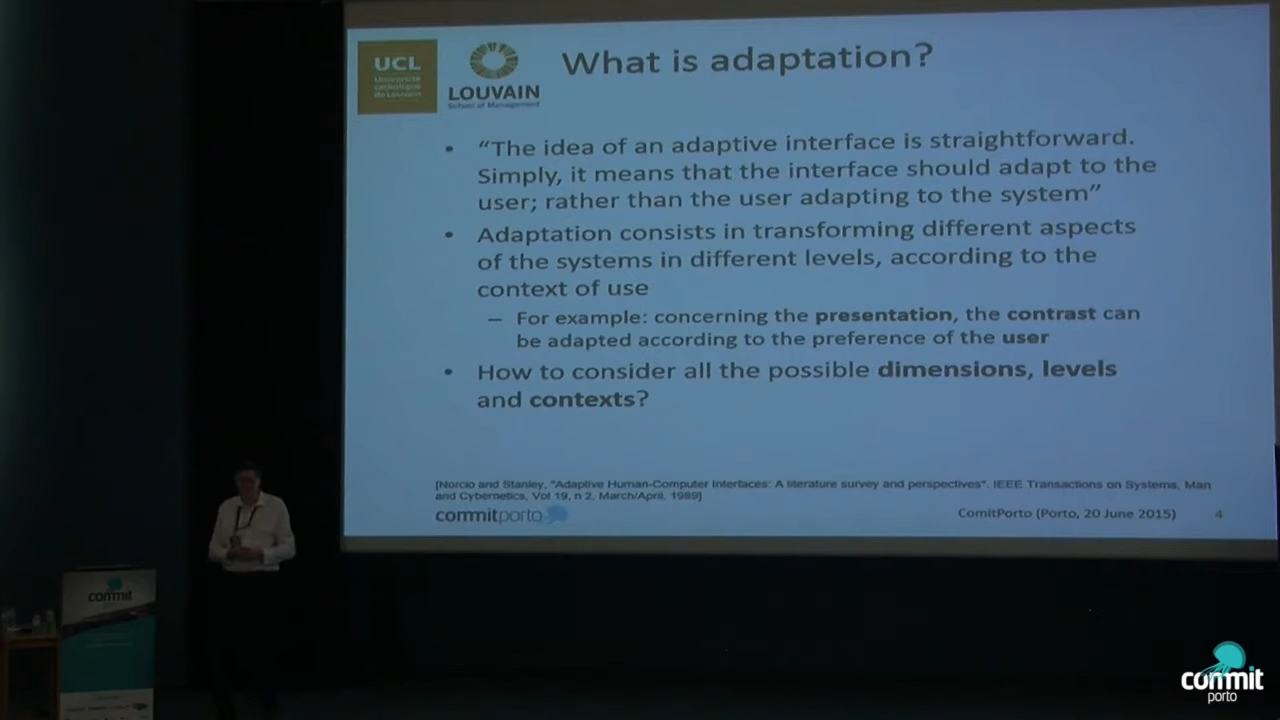 UCL
Université
catholique
de Louvain
LOUVAIN
School of Management
What is adaptation?
• “The idea of an adaptive interface is straightforward.
Simply, it means that the interface should adapt to the
user; rather than the user adapting to the system”
• Adaptation consists in transforming different aspects
of the systems in different levels, according to the
context of use
– For example: concerning the presentation, the contrast can
be adapted according to the preference of the user
• How to consider all the possible dimensions, levels
and contexts?
[Norcio and Stanley, "Adaptive Human-Computer Interfaces: A literature survey and perspectives". IEEE Transactions on Systems, Man
and Cybernetics, Vol 19, n 2. March/April, 1989]
commitporto
ComitPorto (Porto, 20 June 2015)
4
commit
commit
porto